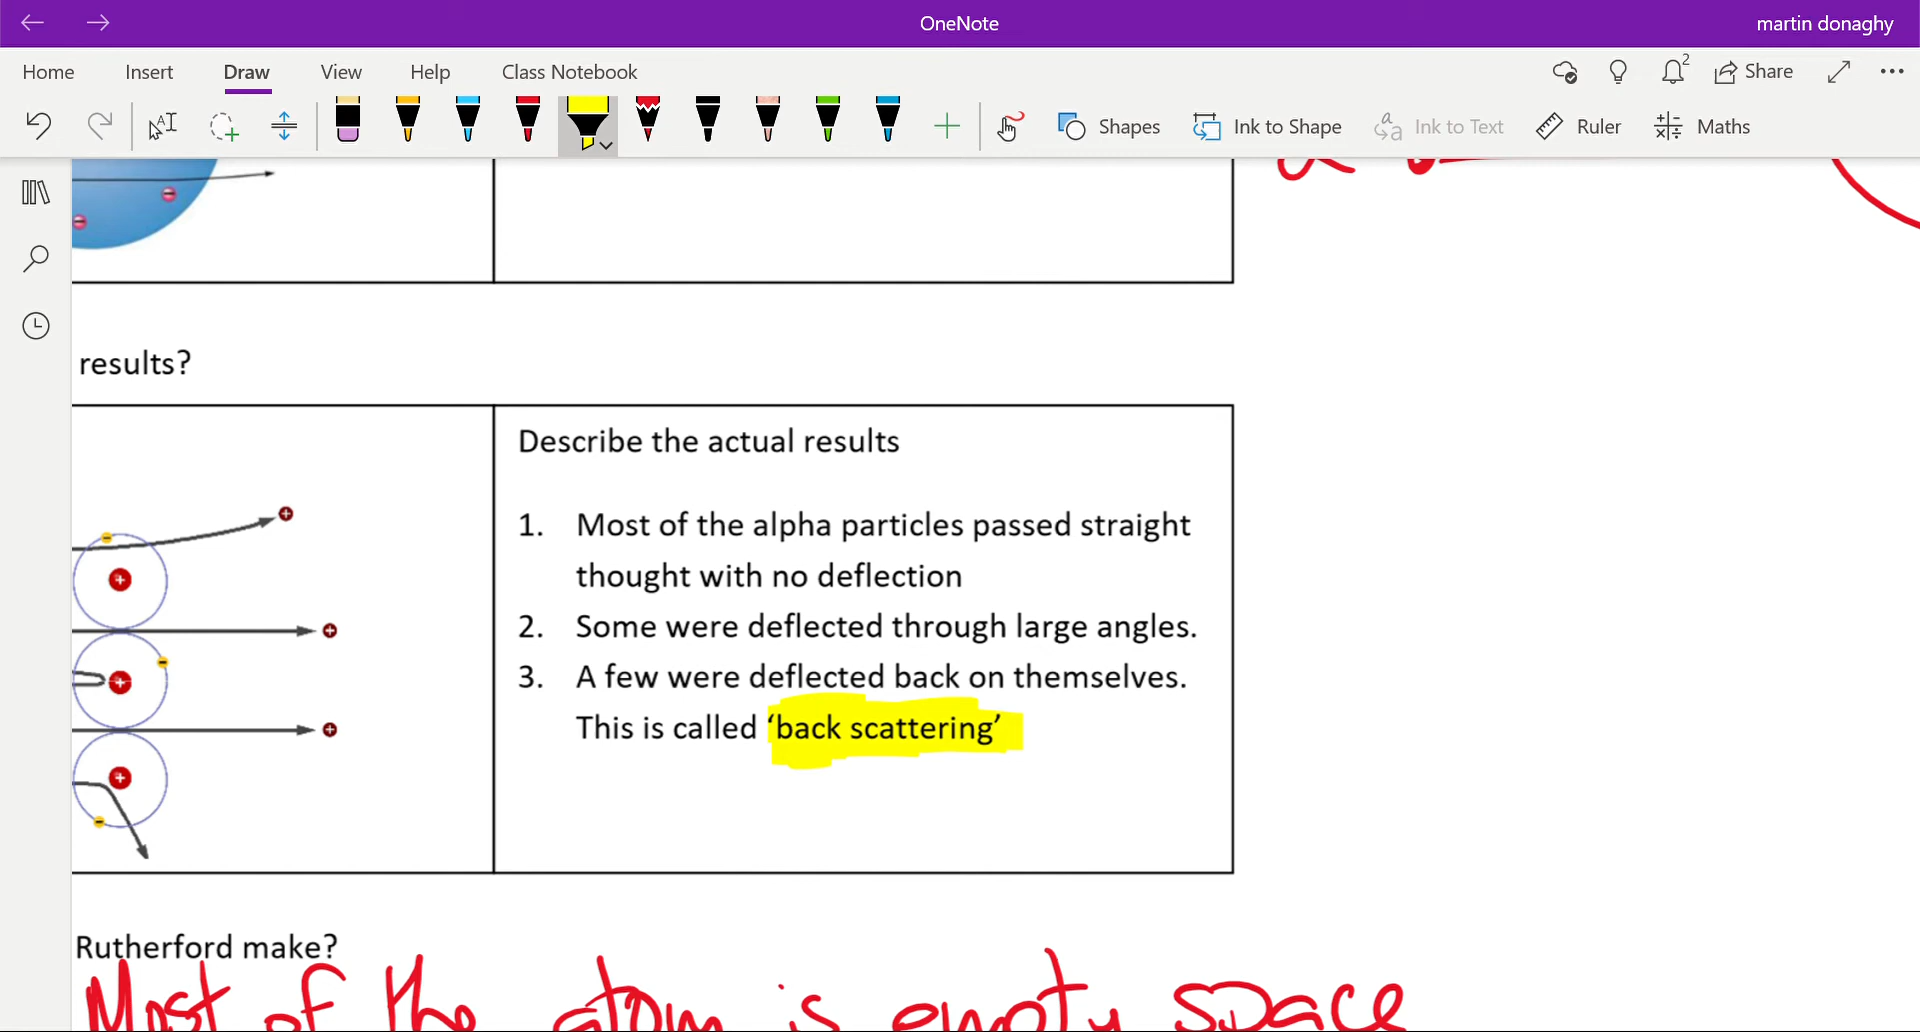 OneNote
martin donaghy
Home Insert Draw View Help Class Notebook
2
Share
Shapes Ink to Shape Ink to Text Ruler Maths
results?
Describe the actual results
1. Most of the alpha particles passed straight
thought with no deflection
2. Some were deflected through large angles.
3. A few were deflected back on themselves.
This is called ‘back scattering’
Rutherford make?
Most of the atom is empty space